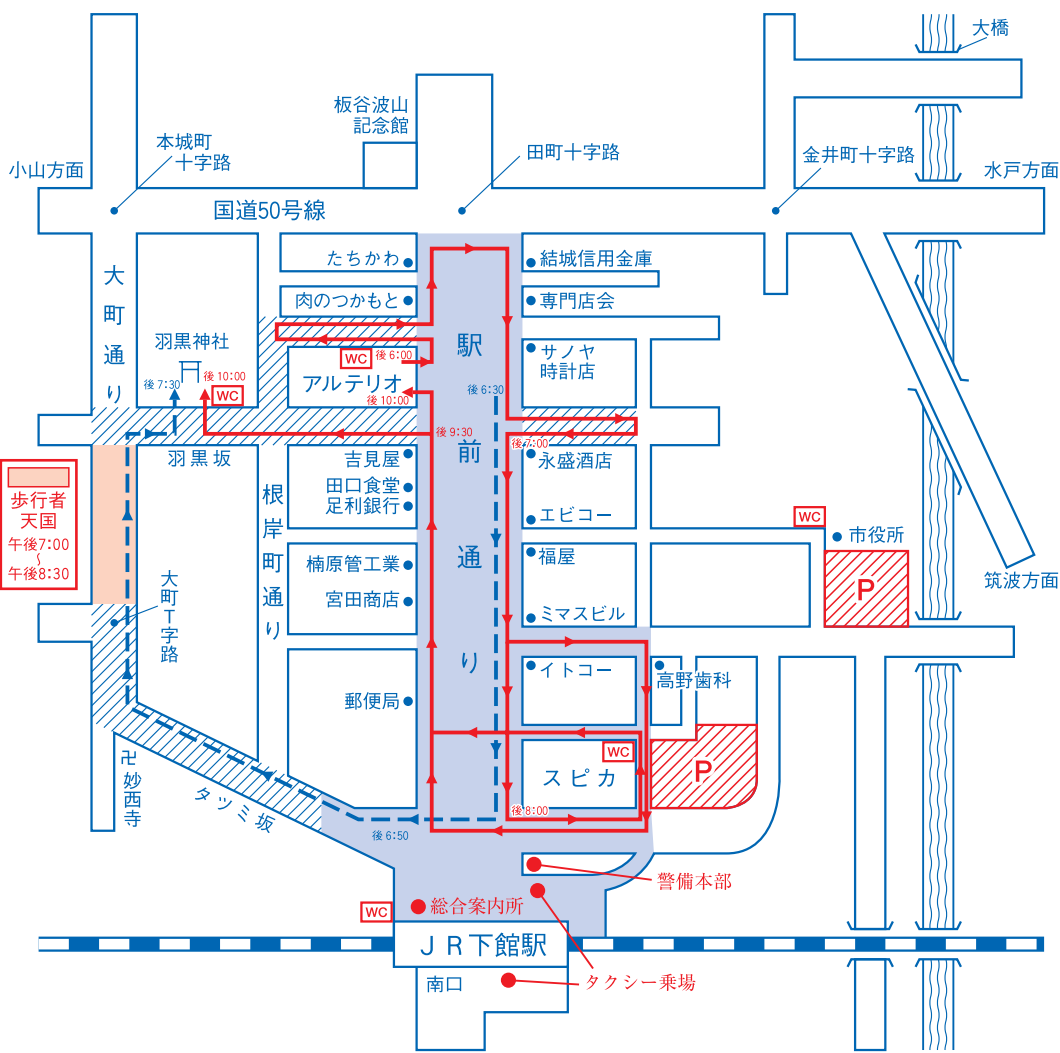 大橋
板谷波山
記念館
本城町
十字路
田町十字路
金井町十字路
小山方面
水戸方面
国道50号線
大町通り
たちかわ
結城信用金庫
肉のつかもと
専門店会
羽黒神社
駅前通り
サノヤ
時計店
WC
後 6:00
後 7:30
後 10:00
WC
アルテリオ
後 10:00
後 6:30
後 9:30
後 7:00
羽黒坂
吉見屋
永盛酒店
歩行者
天国
午後7:00
〜
午後8:30
根岸町通り
田口食堂
足利銀行
エビコー
WC
市役所
楠原管工業
福屋
P
筑波方面
大町T字路
宮田商店
ミマスビル
イトコー
高野歯科
郵便局
WC
スピカ
P
卍妙西寺
タツミ坂
後 8:00
後 6:50
警備本部
WC
総合案内所
JR下館駅
南口
タクシー乗場